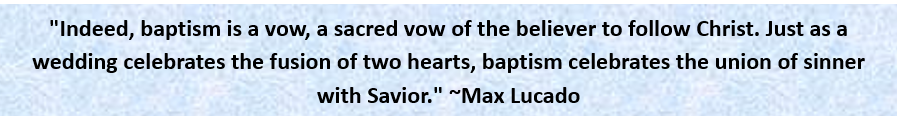 "Indeed, baptism is a vow, a sacred vow of the believer to follow Christ. Just as a
wedding celebrates the fusion of two hearts, baptism celebrates the union of sinner
with Savior." ~Max Lucado